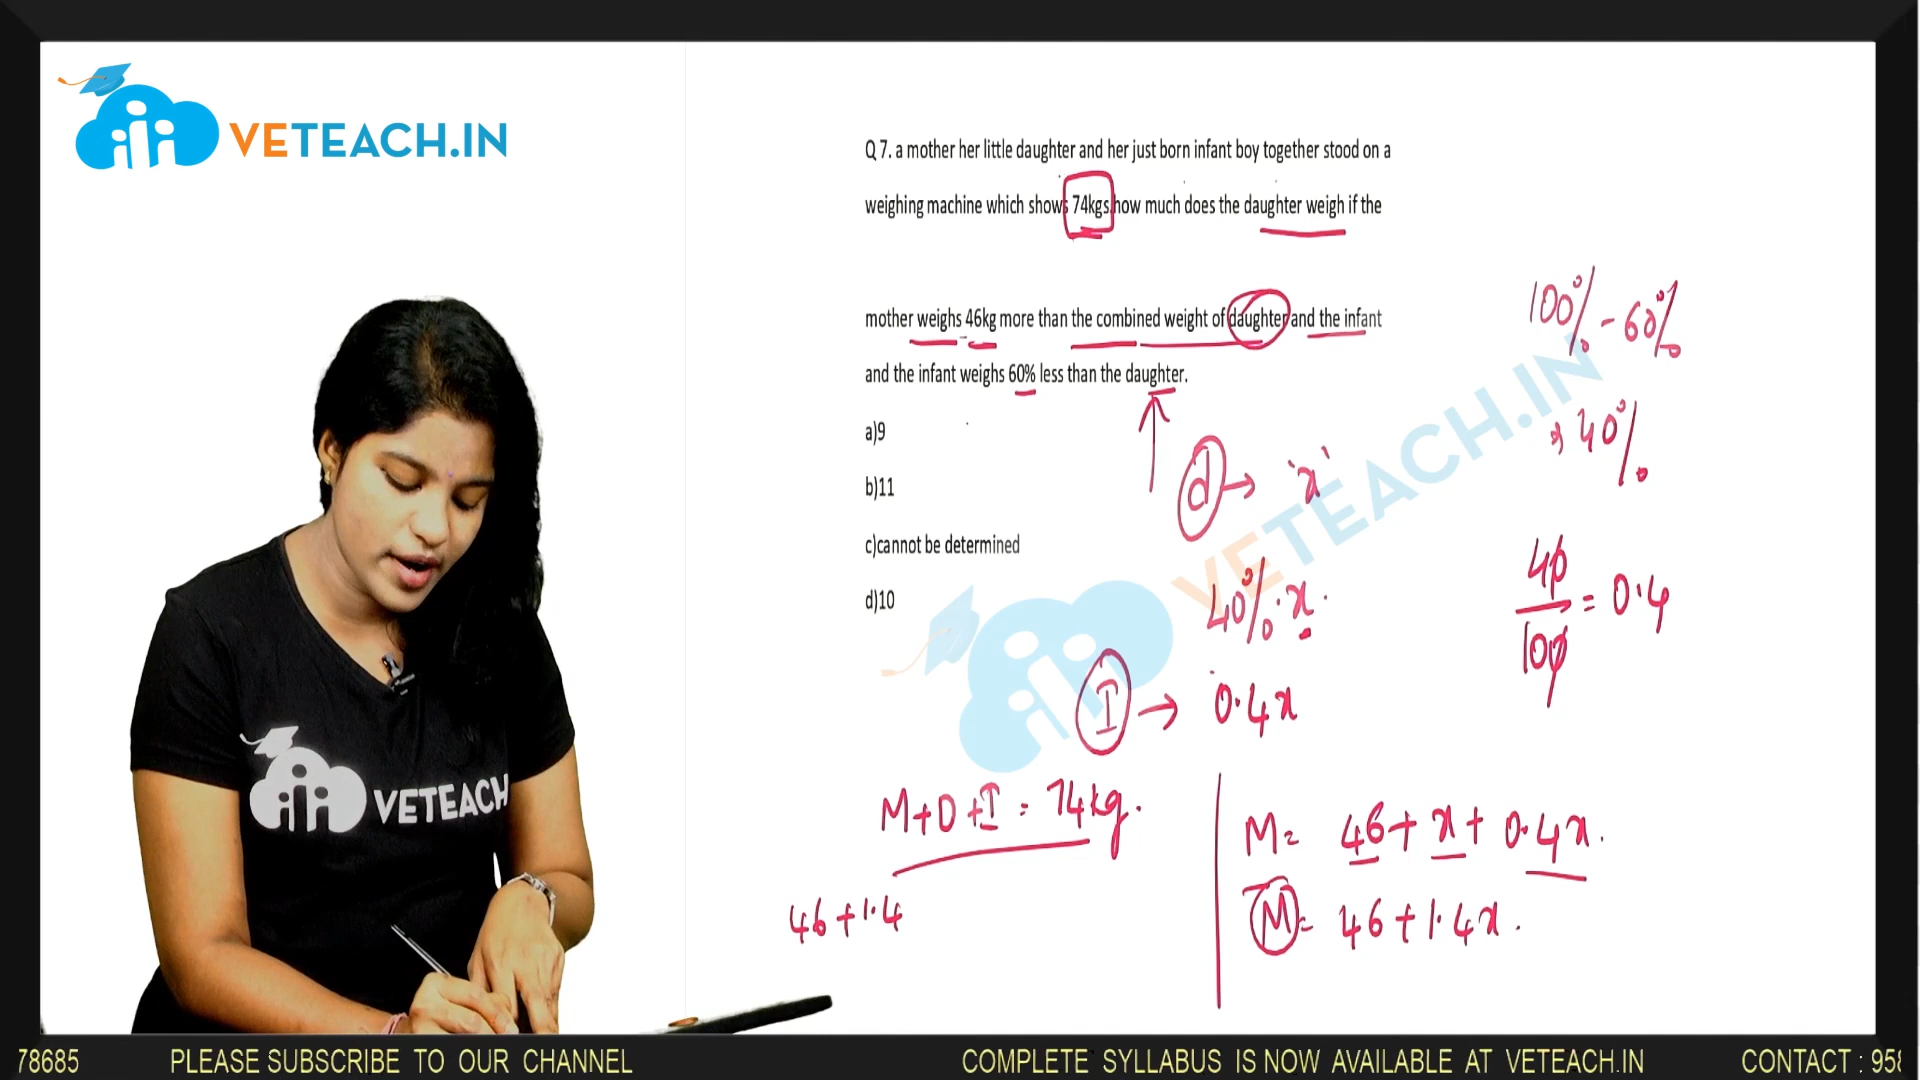 VETEACH.IN
Q 7. a mother her little daughter and her just born infant boy together stood on a
weighing machine which shows 74kgs how much does the daughter weigh if the
mother weighs 46kg more than the combined weight of daughter and the infant
and the infant weighs 60% less than the daughter.
a)9
b)11
c)cannot be determined
d)10
100% - 60%
40%
d → 'x'
40%.x.
40/100 = 0.4
I → 0.4x
M+D+I = 74kg.
46+1.4
M= 46+x+0.4x.
M= 46+1.4x.
VETEACH.IN
VETEACH
78685 PLEASE SUBSCRIBE TO OUR CHANNEL COMPLETE SYLLABUS IS NOW AVAILABLE AT VETEACH.IN CONTACT : 958